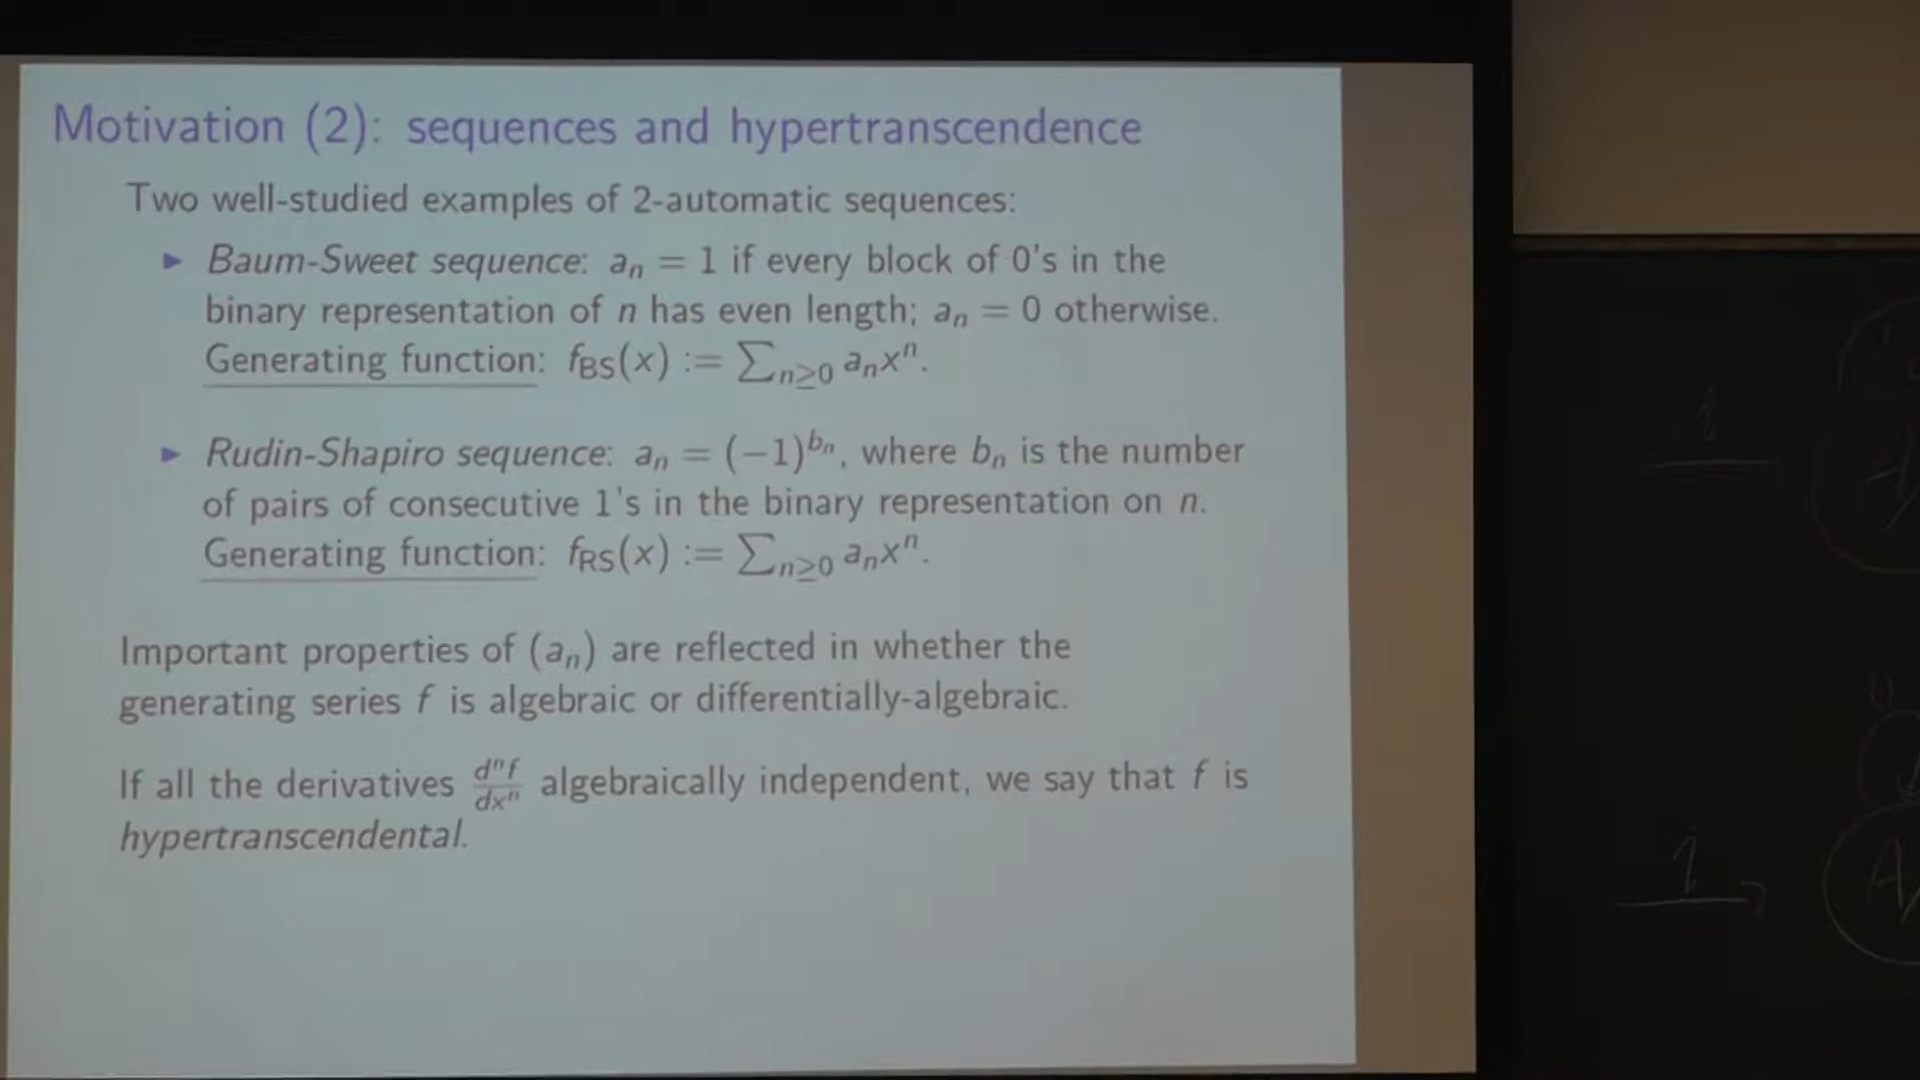 Motivation (2): sequences and hypertranscendence
Two well-studied examples of 2-automatic sequences:
▶ Baum-Sweet sequence: aₙ = 1 if every block of 0's in the
binary representation of n has even length; aₙ = 0 otherwise.
Generating function: f_BS(x) := ∑_{n≥0} aₙxⁿ.
▶ Rudin-Shapiro sequence: aₙ = (−1)^{bₙ}, where bₙ is the number
of pairs of consecutive 1's in the binary representation on n.
Generating function: f_RS(x) := ∑_{n≥0} aₙxⁿ.
Important properties of (aₙ) are reflected in whether the
generating series f is algebraic or differentially-algebraic.
If all the derivatives dⁿf/dxⁿ algebraically independent, we say that f is
hypertranscendental.
1
A